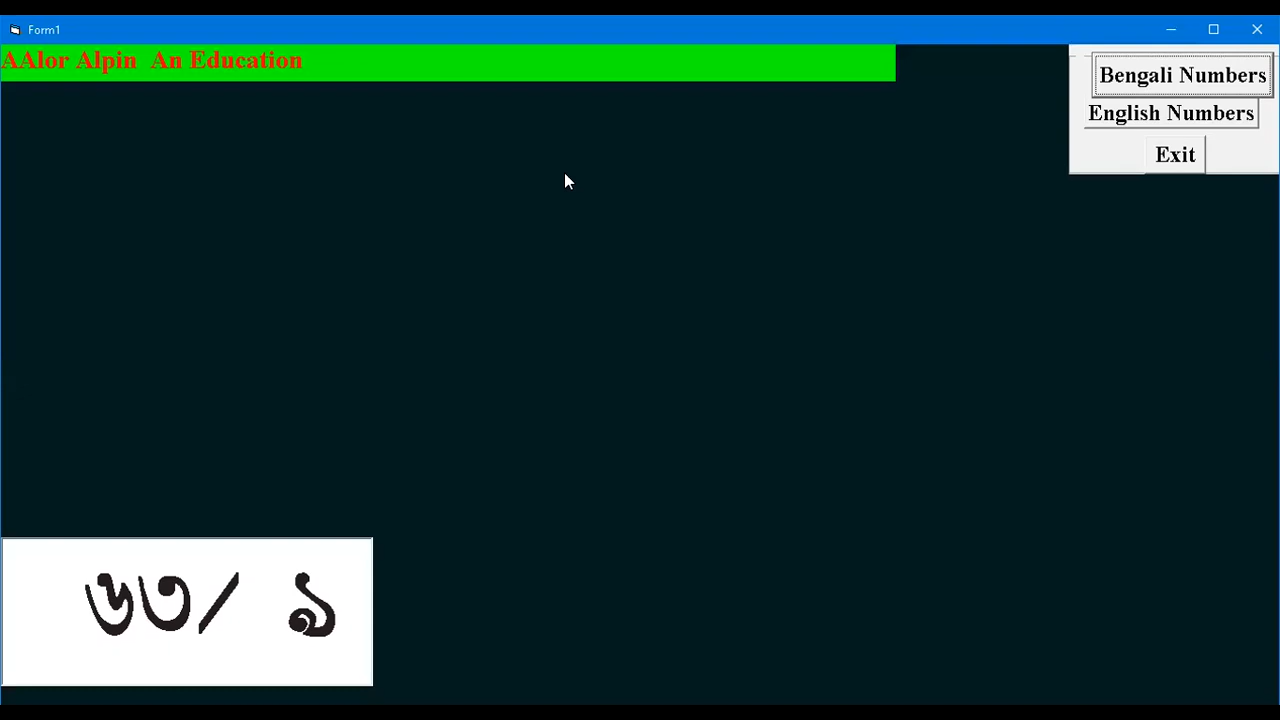 Form1
AAlor Alpin  An Education
Bengali Numbers
English Numbers
Exit
৬৩/ ৯